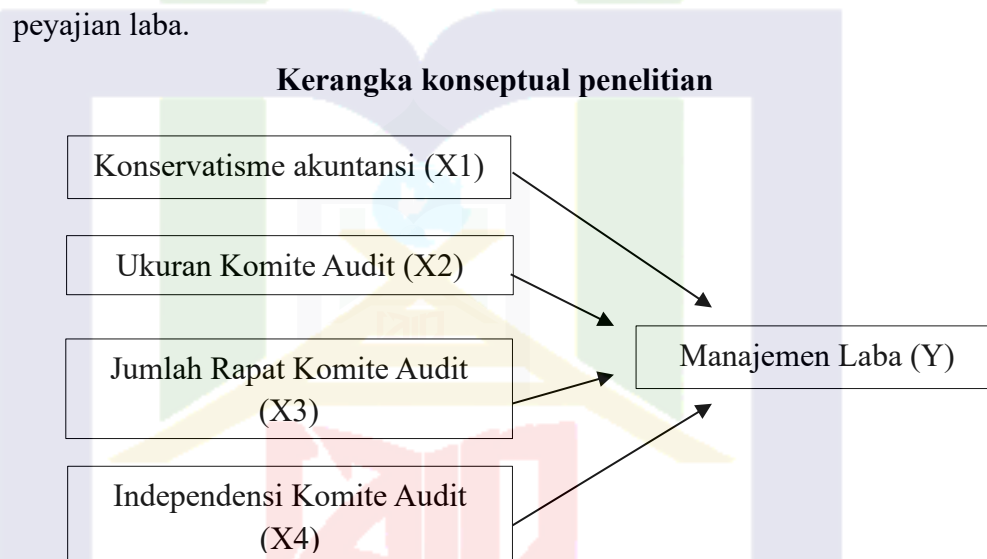 peyajian laba.
Kerangka konseptual penelitian
Konservatisme akuntansi (X1)
Ukuran Komite Audit (X2)
Manajemen Laba (Y)
Jumlah Rapat Komite Audit
(X3)
Independensi Komite Audit
(X4)